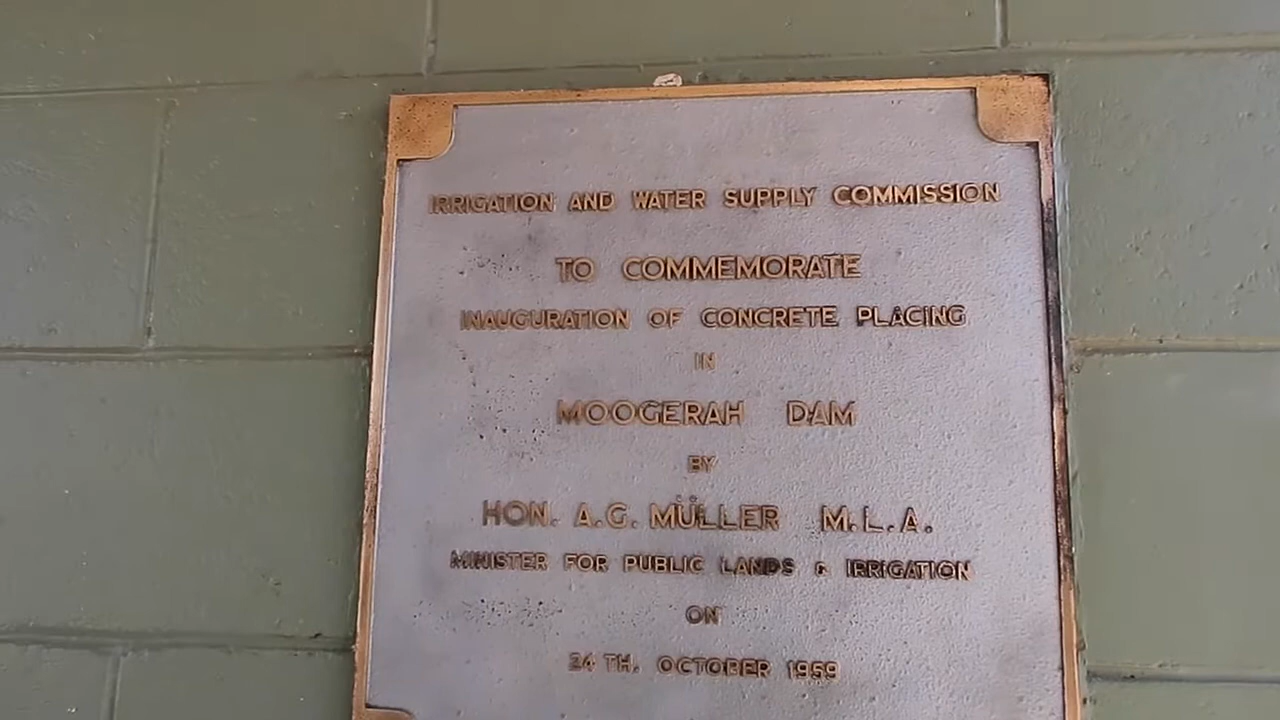 IRRIGATION AND WATER SUPPLY COMMISSION
TO COMMEMORATE
INAUGURATION OF CONCRETE PLACING
IN
MOOGERAH DAM
BY
HON. A.G. MÜLLER M.L.A.
MINISTER FOR PUBLIC LANDS & IRRIGATION
ON
24 TH. OCTOBER 1959